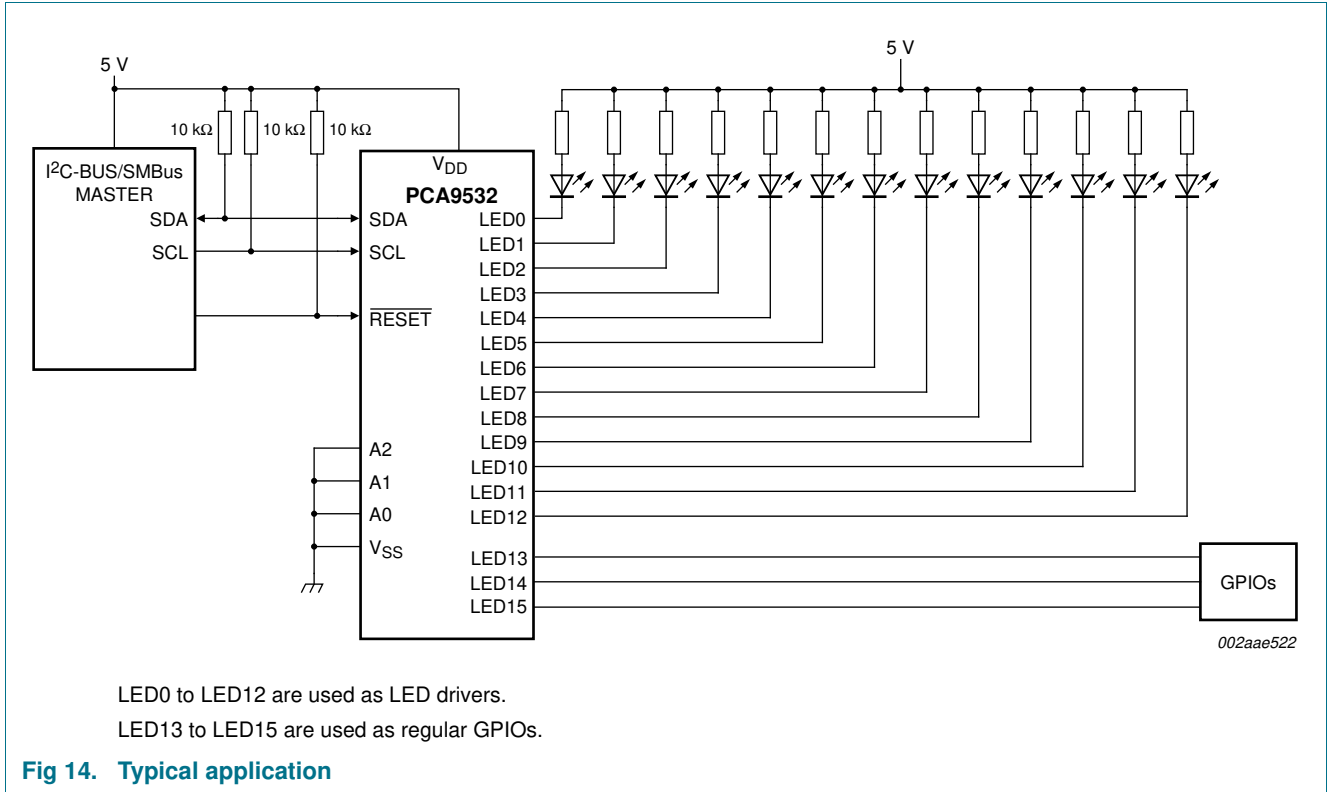 5 V
5 V
10 kΩ
10 kΩ
10 kΩ
I2C-BUS/SMBus
MASTER
SDA
SCL
VDD
PCA9532
SDA
SCL
RESET
A2
A1
A0
VSS
LED0
LED1
LED2
LED3
LED4
LED5
LED6
LED7
LED8
LED9
LED10
LED11
LED12
LED13
LED14
LED15
GPIOs
002aae522
LED0 to LED12 are used as LED drivers.
LED13 to LED15 are used as regular GPIOs.
Fig 14. Typical application